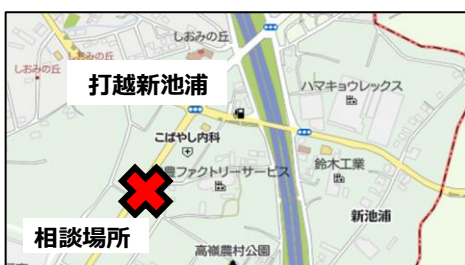 しおみの丘
しおみの丘
打越新池浦
ハマキョウレックス
こばやし内科
豊ファクトリーサービス
鈴木工業
新池浦
相談場所
高嶺農村公園